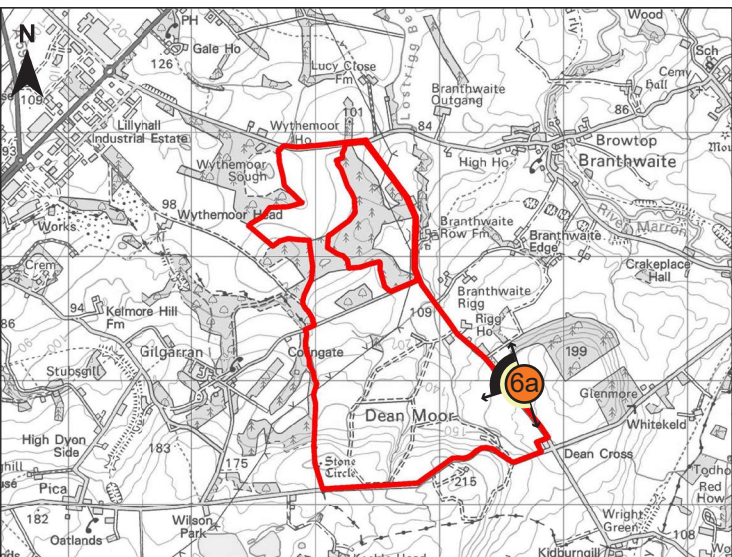 N
PH
Gale Ho
126
109
Lillyhall
Industrial Estate
Lucy Close
Fm
Lostrigg Bec
Wood
Sch
Cemy
Hall
86
Branthwaite
Outgang
101
Wythemoor
Ho
84
High Ho
Browtop
Branthwaite
Wythemoor
Sough
98
Wythemoor Head
Works
River Marron
Branthwaite
Row Fm
Branthwaite
Edge
Crakeplace
Hall
Crem
94
Kelmore Hill
Fm
86
Branthwaite
Rigg
Rigg
Ho
109
Gilgarran
Collingate
199
Stubsgill
6a
Glenmore
Dean Moor
Whitekeld
High Dyon
Side
183
150
Dean Cross
175
Stone
Circle
215
Pica
182
Oatlands
Wilson
Park
Wright
Green
Todho
Red
How
108
Kidburngill